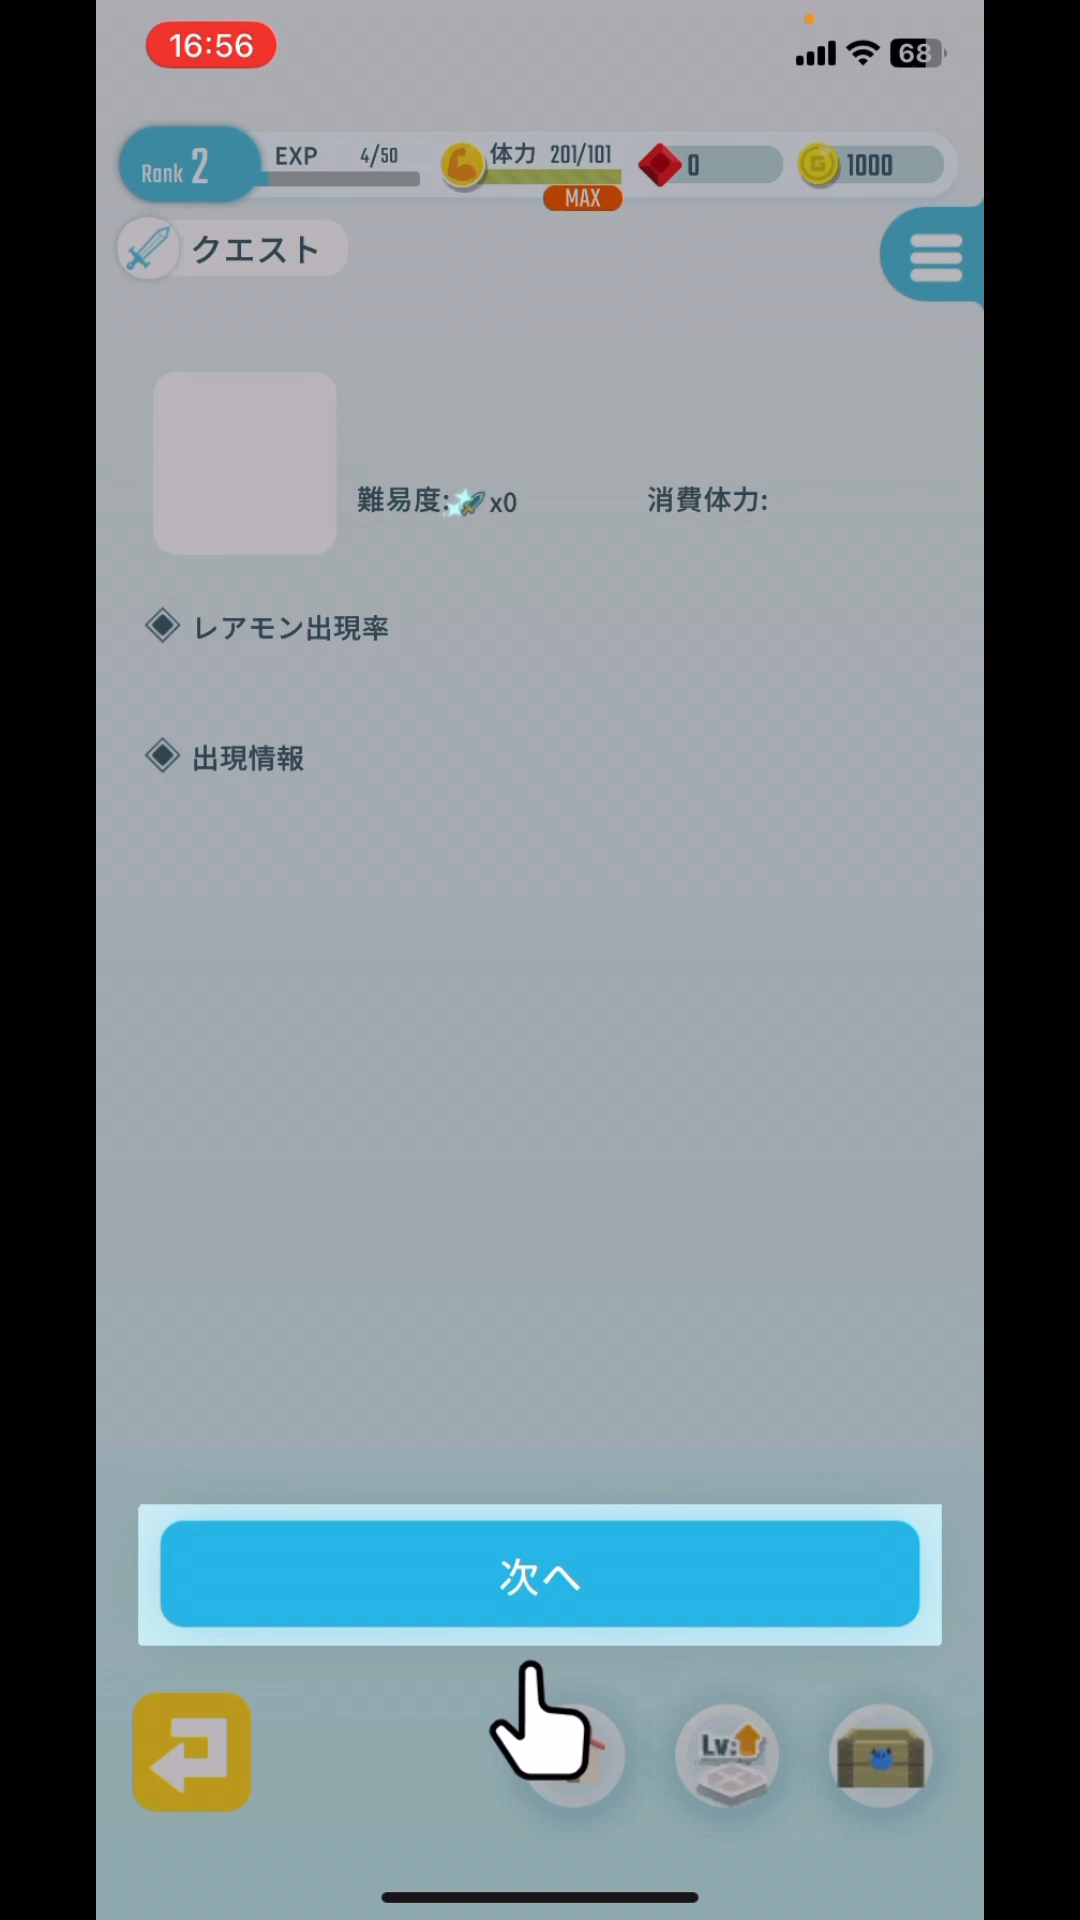 16:56
68
Rank 2
EXP 4/50
体力 201/101
MAX
0
G 1000
クエスト
難易度: x0
消費体力:
レアモン出現率
出現情報
次へ
Lv.